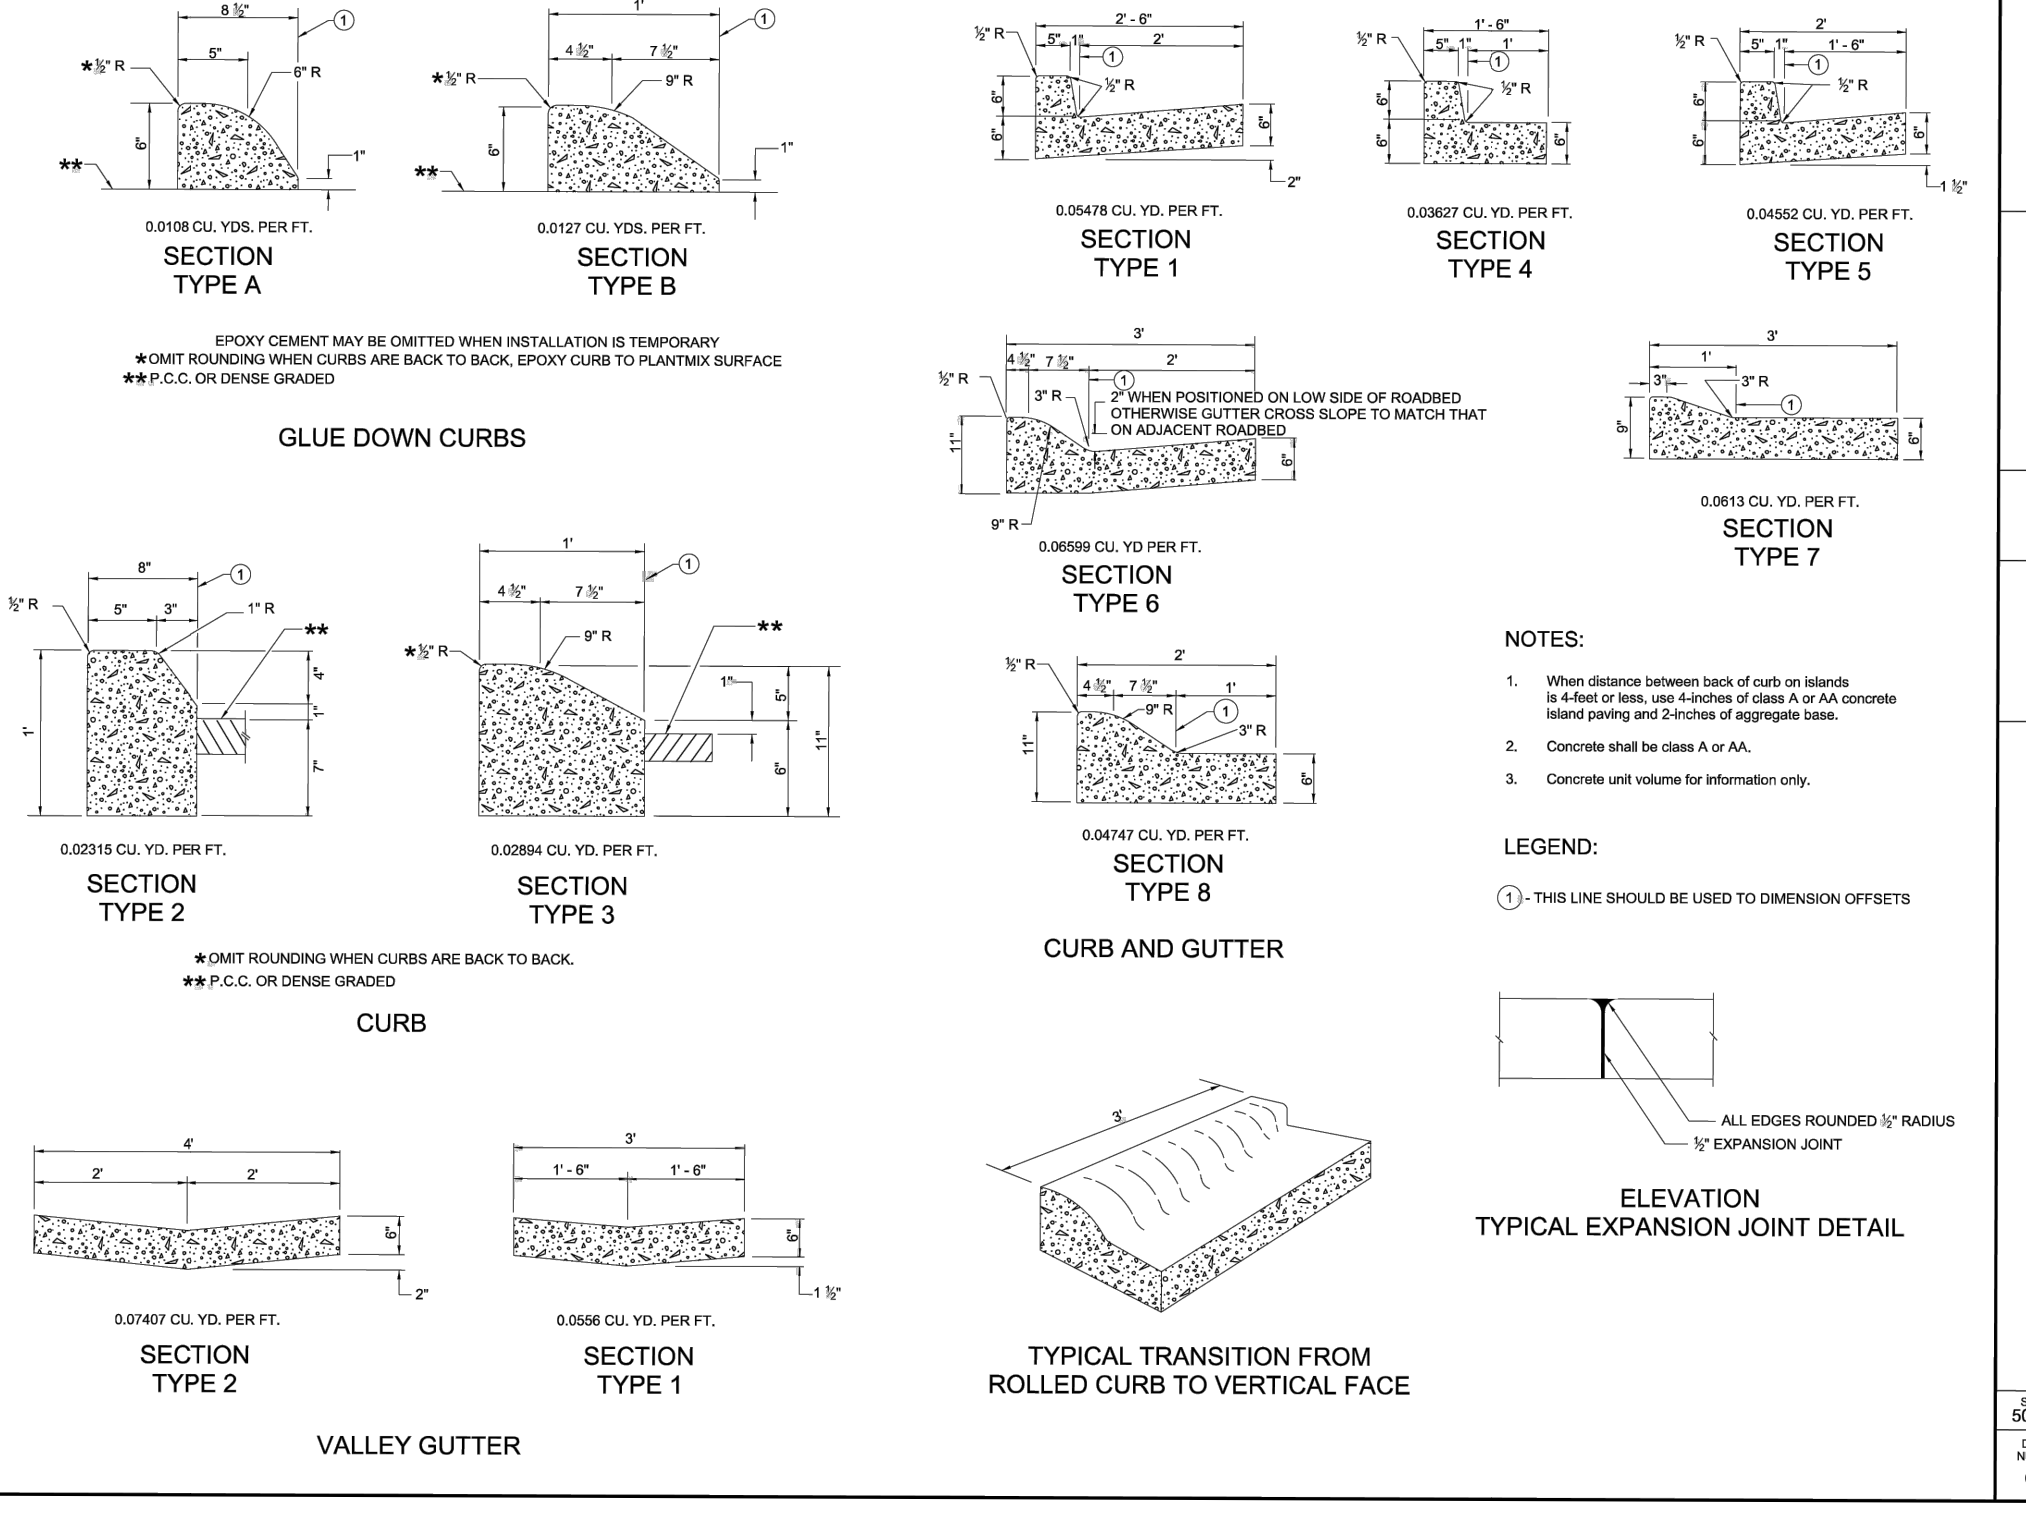 8 ½"
1
5"
*½" R
6" R
6"
**
1"
0.0108 CU. YDS. PER FT.
SECTION
TYPE A
1'
1
4 ½"
7 ½"
*½" R
9" R
6"
**
1"
0.0127 CU. YDS. PER FT.
SECTION
TYPE B
EPOXY CEMENT MAY BE OMITTED WHEN INSTALLATION IS TEMPORARY
*OMIT ROUNDING WHEN CURBS ARE BACK TO BACK, EPOXY CURB TO PLANTMIX SURFACE
**P.C.C. OR DENSE GRADED
GLUE DOWN CURBS
2' - 6"
½" R
5"
1"
2'
1
½" R
6"
6"
6"
2"
0.05478 CU. YD. PER FT.
SECTION
TYPE 1
1' - 6"
½" R
5"
1"
1'
1
½" R
6"
6"
6"
0.03627 CU. YD. PER FT.
SECTION
TYPE 4
2'
½" R
5"
1"
1' - 6"
1
½" R
6"
6"
6"
1 ½"
0.04552 CU. YD. PER FT.
SECTION
TYPE 5
3'
4 ½"
7 ½"
2'
½" R
1
3" R
2" WHEN POSITIONED ON LOW SIDE OF ROADBED
OTHERWISE GUTTER CROSS SLOPE TO MATCH THAT
ON ADJACENT ROADBED
11"
6"
9" R
0.06599 CU. YD PER FT.
SECTION
TYPE 6
3'
1'
3"
3" R
1
9"
6"
0.0613 CU. YD. PER FT.
SECTION
TYPE 7
8"
1
½" R
5"
3"
1" R
**
1'
4"
1"
7"
0.02315 CU. YD. PER FT.
SECTION
TYPE 2
1'
1
4 ½"
7 ½"
9" R
**
*½" R
1"
5"
11"
6"
0.02894 CU. YD. PER FT.
SECTION
TYPE 3
*OMIT ROUNDING WHEN CURBS ARE BACK TO BACK.
**P.C.C. OR DENSE GRADED
CURB
2'
½" R
4 ½"
7 ½"
1'
9" R
1
3" R
11"
6"
0.04747 CU. YD. PER FT.
SECTION
TYPE 8
CURB AND GUTTER
NOTES:
1. When distance between back of curb on islands
is 4-feet or less, use 4-inches of class A or AA concrete
island paving and 2-inches of aggregate base.
2. Concrete shall be class A or AA.
3. Concrete unit volume for information only.
LEGEND:
1 - THIS LINE SHOULD BE USED TO DIMENSION OFFSETS
ALL EDGES ROUNDED ½" RADIUS
½" EXPANSION JOINT
ELEVATION
TYPICAL EXPANSION JOINT DETAIL
4'
2'
2'
6"
2"
0.07407 CU. YD. PER FT.
SECTION
TYPE 2
3'
1' - 6"
1' - 6"
6"
1 ½"
0.0556 CU. YD. PER FT.
SECTION
TYPE 1
VALLEY GUTTER
3'
TYPICAL TRANSITION FROM
ROLLED CURB TO VERTICAL FACE